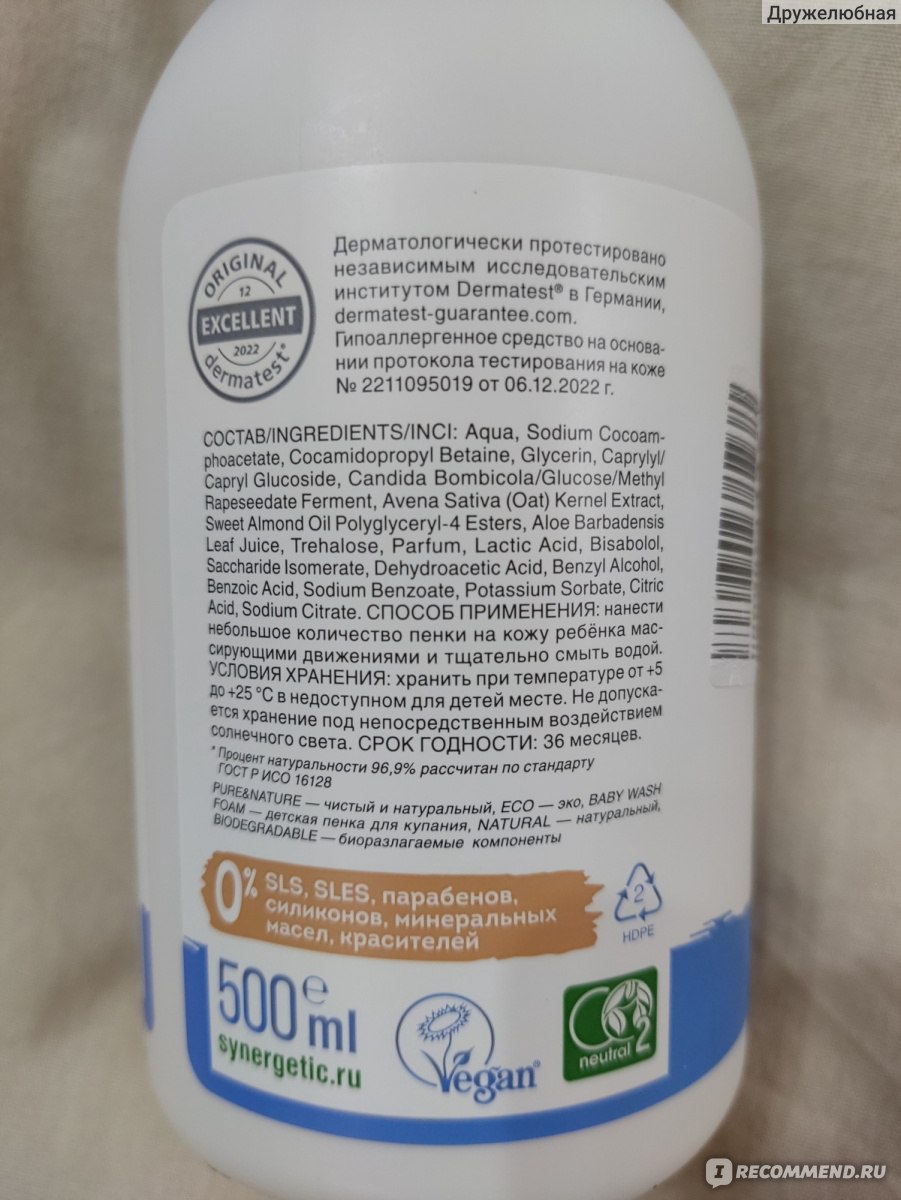 Дружелюбная
ORIGINAL
12
EXCELLENT
2022
dermatest®
Дерматологически протестировано
независимым исследовательским
институтом Dermatest® в Германии,
dermatest-guarantee.com.
Гипоаллергенное средство на основа-
нии протокола тестирования на коже
№ 2211095019 от 06.12.2022 г.
СОСТАВ/INGREDIENTS/INCI: Aqua, Sodium Cocoam-
phoacetate, Cocamidopropyl Betaine, Glycerin, Caprylyl/
Capryl Glucoside, Candida Bombicola/Glucose/Methyl
Rapeseedate Ferment, Avena Sativa (Oat) Kernel Extract,
Sweet Almond Oil Polyglyceryl-4 Esters, Aloe Barbadensis
Leaf Juice, Trehalose, Parfum, Lactic Acid, Bisabolol,
Saccharide Isomerate, Dehydroacetic Acid, Benzyl Alcohol,
Benzoic Acid, Sodium Benzoate, Potassium Sorbate, Citric
Acid, Sodium Citrate. СПОСОБ ПРИМЕНЕНИЯ: нанести
небольшое количество пенки на кожу ребёнка мас-
сирующими движениями и тщательно смыть водой.
УСЛОВИЯ ХРАНЕНИЯ: хранить при температуре от +5
до +25 °С в недоступном для детей месте. Не допуска-
ется хранение под непосредственным воздействием
солнечного света. СРОК ГОДНОСТИ: 36 месяцев.
* Процент натуральности 96,9% рассчитан по стандарту
ГОСТ Р ИСО 16128
PURE&NATURE — чистый и натуральный, ECO — эко, BABY WASH
FOAM — детская пенка для купания, NATURAL — натуральный,
BIODEGRADABLE — биоразлагаемые компоненты
0% SLS, SLES, парабенов,
силиконов, минеральных
масел, красителей
2
HDPE
500 ml e
synergetic.ru
Vegan
CO2
neutral
IRECOMMEND.RU